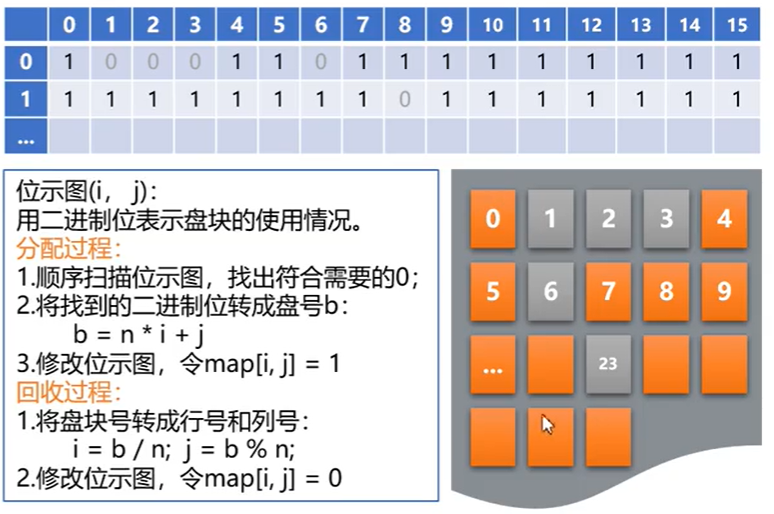 0 1 2 3 4 5 6 7 8 9 10 11 12 13 14 15
0 1 0 0 0 1 1 0 1 1 1 1 1 1 1 1 1
1 1 1 1 1 1 1 1 1 0 1 1 1 1 1 1 1
...
位示图(i， j)：
用二进制位表示盘块的使用情况。
分配过程：
1.顺序扫描位示图，找出符合需要的0；
2.将找到的二进制位转成盘号b：
b = n * i + j
3.修改位示图，令map[i, j] = 1
回收过程：
1.将盘块号转成行号和列号：
i = b / n; j = b % n;
2.修改位示图，令map[i, j] = 0
0 1 2 3 4
5 6 7 8 9
... 23